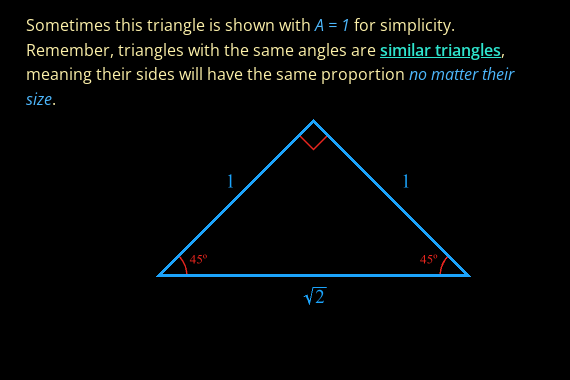 Sometimes this triangle is shown with A = 1 for simplicity.
Remember, triangles with the same angles are similar triangles,
meaning their sides will have the same proportion no matter their
size.
1 1
45° 45°
√2